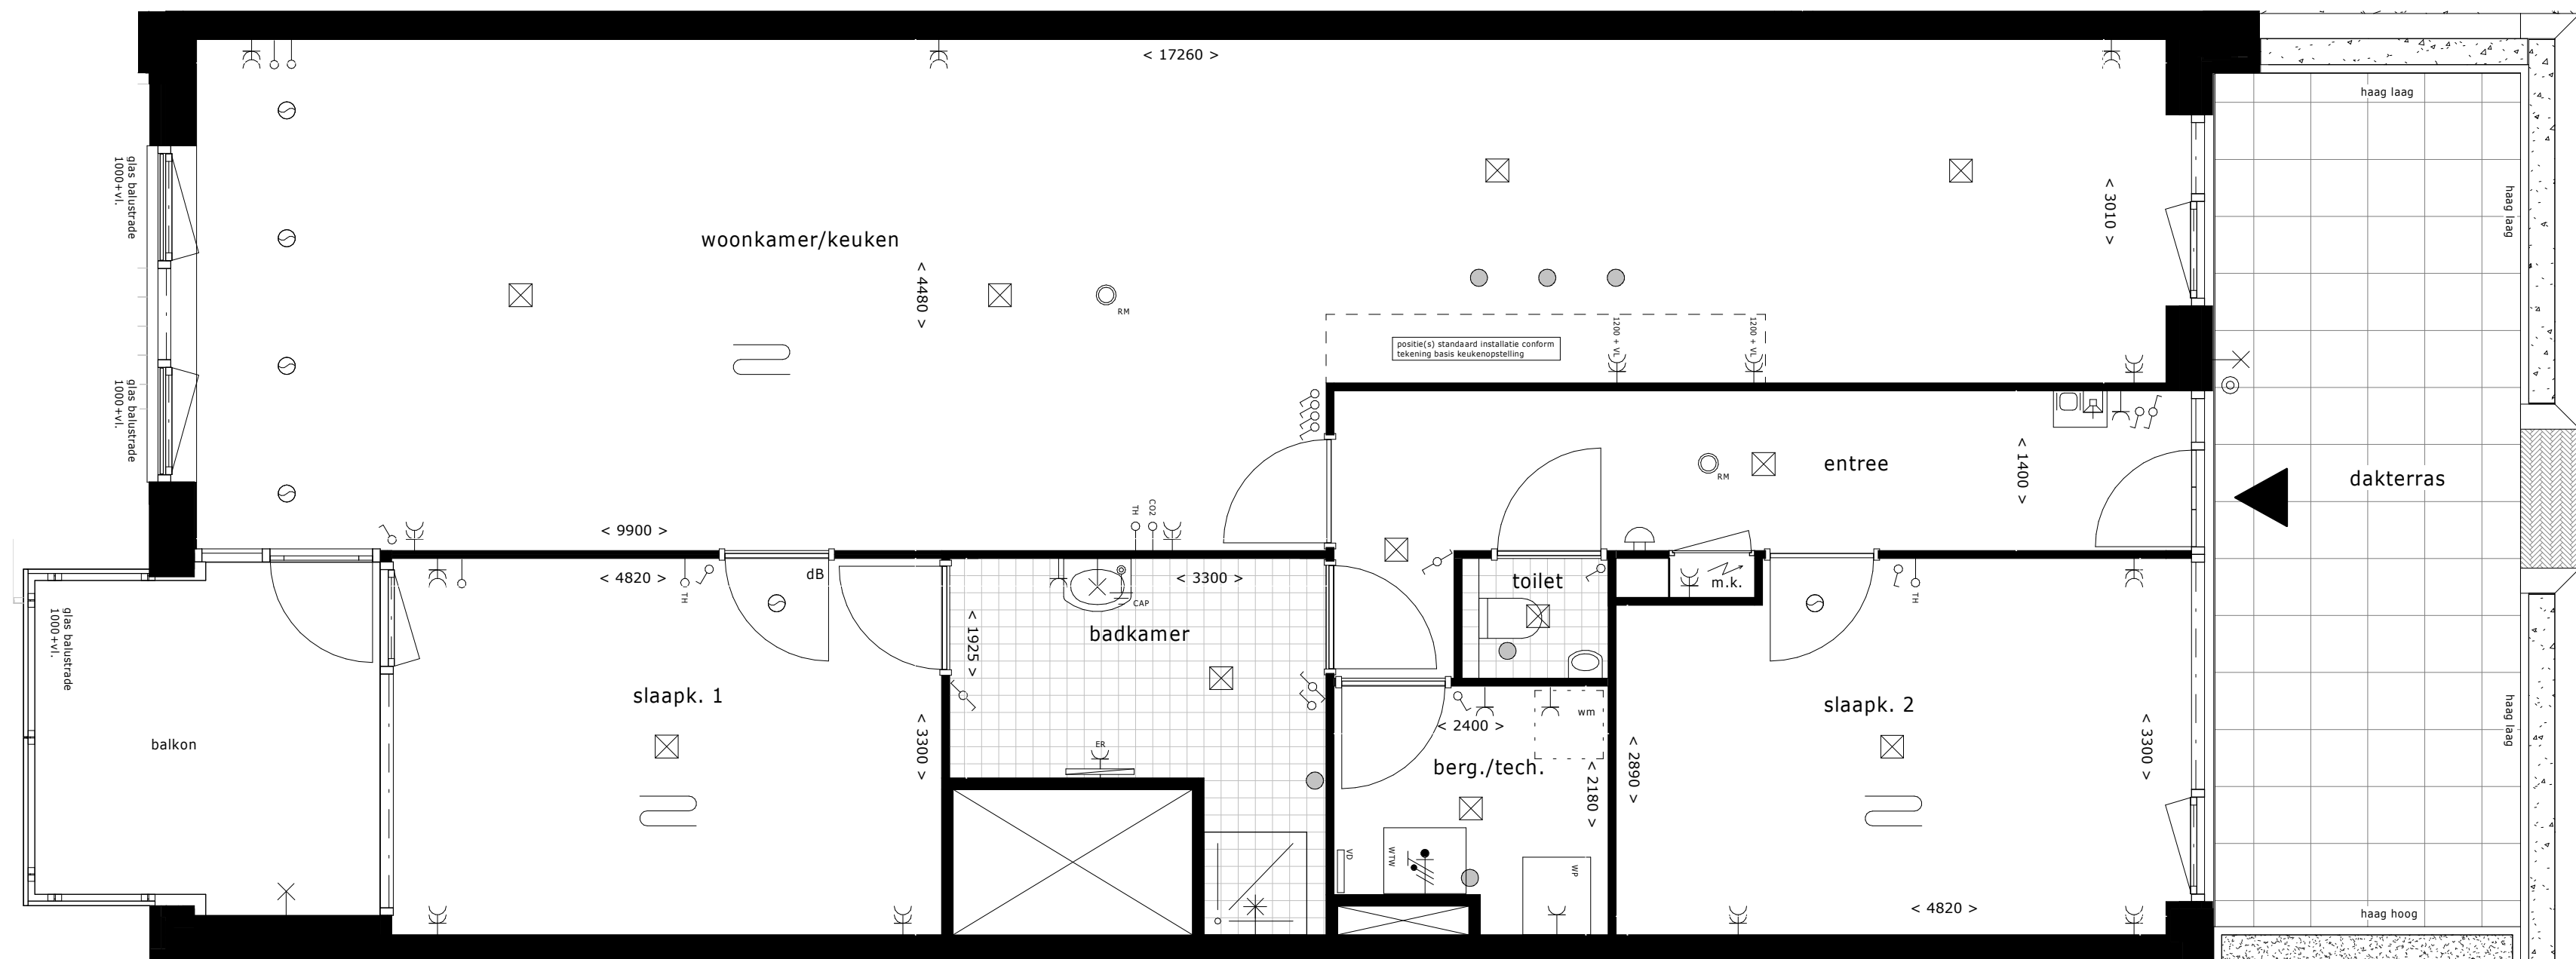 < 17260 >
haag laag
glas balustrade
1000+vl.
< 3010 >
haag laag
woonkamer/keuken
< 4480 >
RM
1200 + VL
1200 + VL
positie(s) standaard installatie conform
tekening basis keukenopstelling
glas balustrade
1000+vl.
RM
entree
< 1400 >
dakterras
TH
CO2
< 9900 >
< 4820 >
TH
dB
CAP
< 3300 >
toilet
m.k.
TH
glas balustrade
1000+vl.
< 1925 >
badkamer
slaapk. 1
slaapk. 2
wm
< 2400 >
haag laag
balkon
ER
< 3300 >
berg./tech.
< 2180 >
< 2890 >
< 3300 >
VD
WTW
WP
< 4820 >
haag hoog